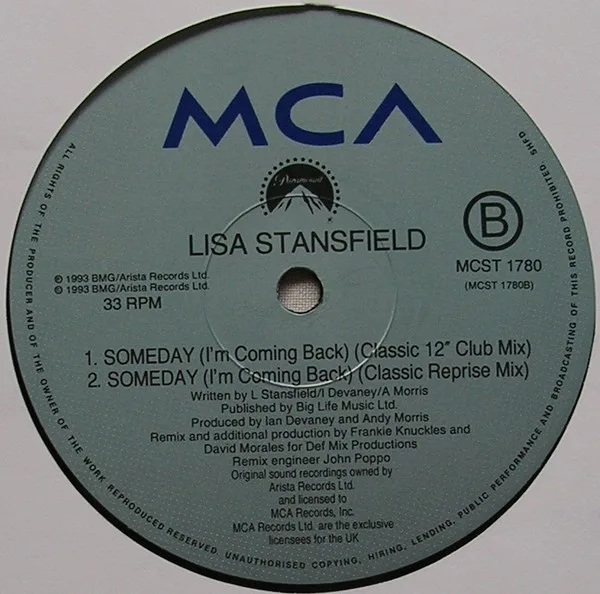 MCA
Paramount
LISA STANSFIELD
B
MCST 1780
(MCST 1780B)
℗ 1993 BMG/Arista Records Ltd.
© 1993 BMG/Arista Records Ltd.
33 RPM
1. SOMEDAY (I'm Coming Back) (Classic 12" Club Mix)
2. SOMEDAY (I'm Coming Back) (Classic Reprise Mix)
Written by L Stansfield/I Devaney/A Morris
Published by Big Life Music Ltd.
Produced by Ian Devaney and Andy Morris
Remix and additional production by Frankie Knuckles and
David Morales for Def Mix Productions
Remix engineer John Poppo
Original sound recordings owned by
Arista Records Ltd.
and licensed to
MCA Records, Inc.
MCA Records Ltd. are the exclusive
licensees for the UK
ALL RIGHTS OF THE PRODUCER AND OF THE OWNER OF THE WORK REPRODUCED RESERVED. UNAUTHORISED COPYING, HIRING, LENDING, PUBLIC PERFORMANCE AND BROADCASTING OF THIS RECORD PROHIBITED. SHFD